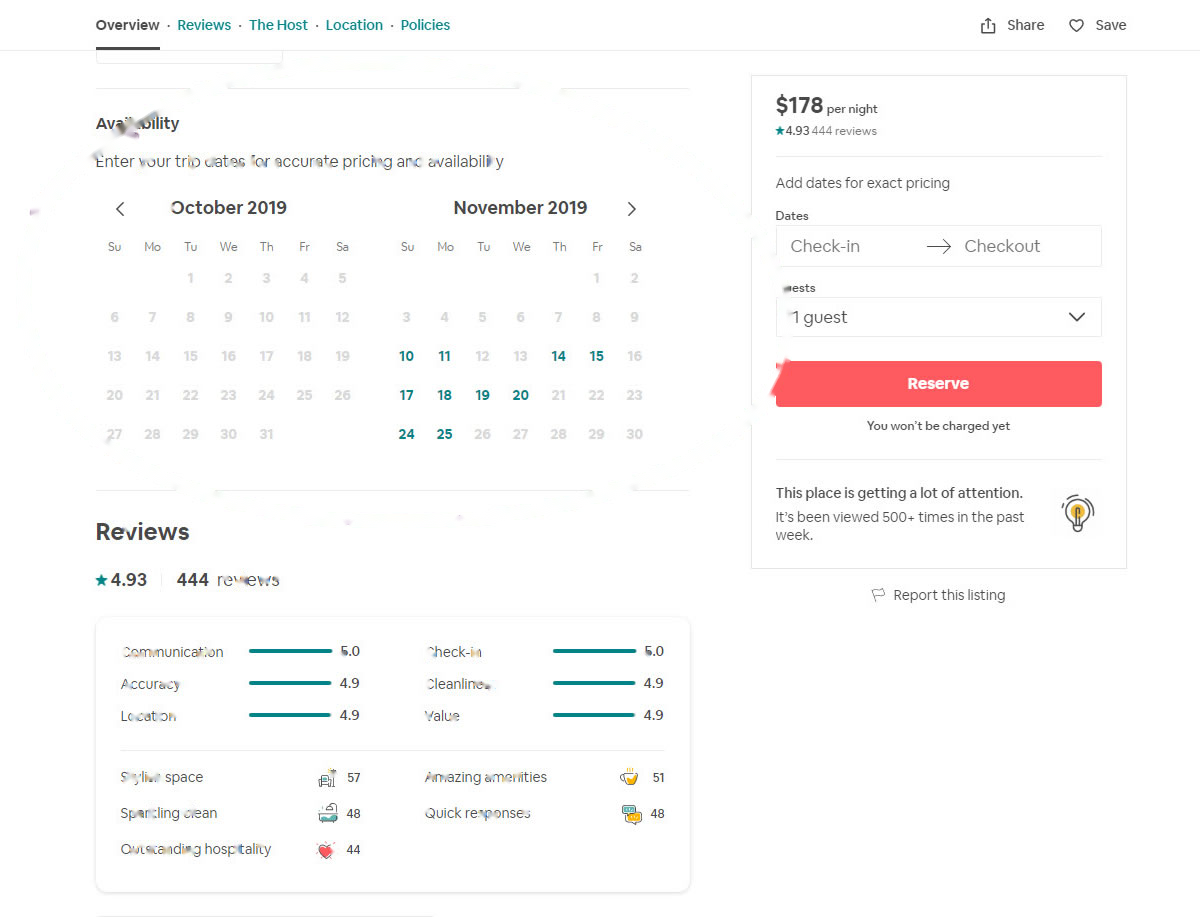 Overview · Reviews · The Host · Location · Policies
Share Save
Availability
Enter your trip dates for accurate pricing and availability
October 2019
Su Mo Tu We Th Fr Sa
1 2 3 4 5
6 7 8 9 10 11 12
13 14 15 16 17 18 19
20 21 22 23 24 25 26
27 28 29 30 31
November 2019
Su Mo Tu We Th Fr Sa
1 2
3 4 5 6 7 8 9
10 11 12 13 14 15 16
17 18 19 20 21 22 23
24 25 26 27 28 29 30
Reviews
4.93 444 reviews
Communication 5.0 Check-in 5.0
Accuracy 4.9 Cleanliness 4.9
Location 4.9 Value 4.9
Stylish space 57 Amazing amenities 51
Sparkling clean 48 Quick responses 48
Outstanding hospitality 44
$178 per night
4.93 444 reviews
Add dates for exact pricing
Dates
Check-in → Checkout
Guests
1 guest
Reserve
You won't be charged yet
This place is getting a lot of attention.
It's been viewed 500+ times in the past
week.
Report this listing